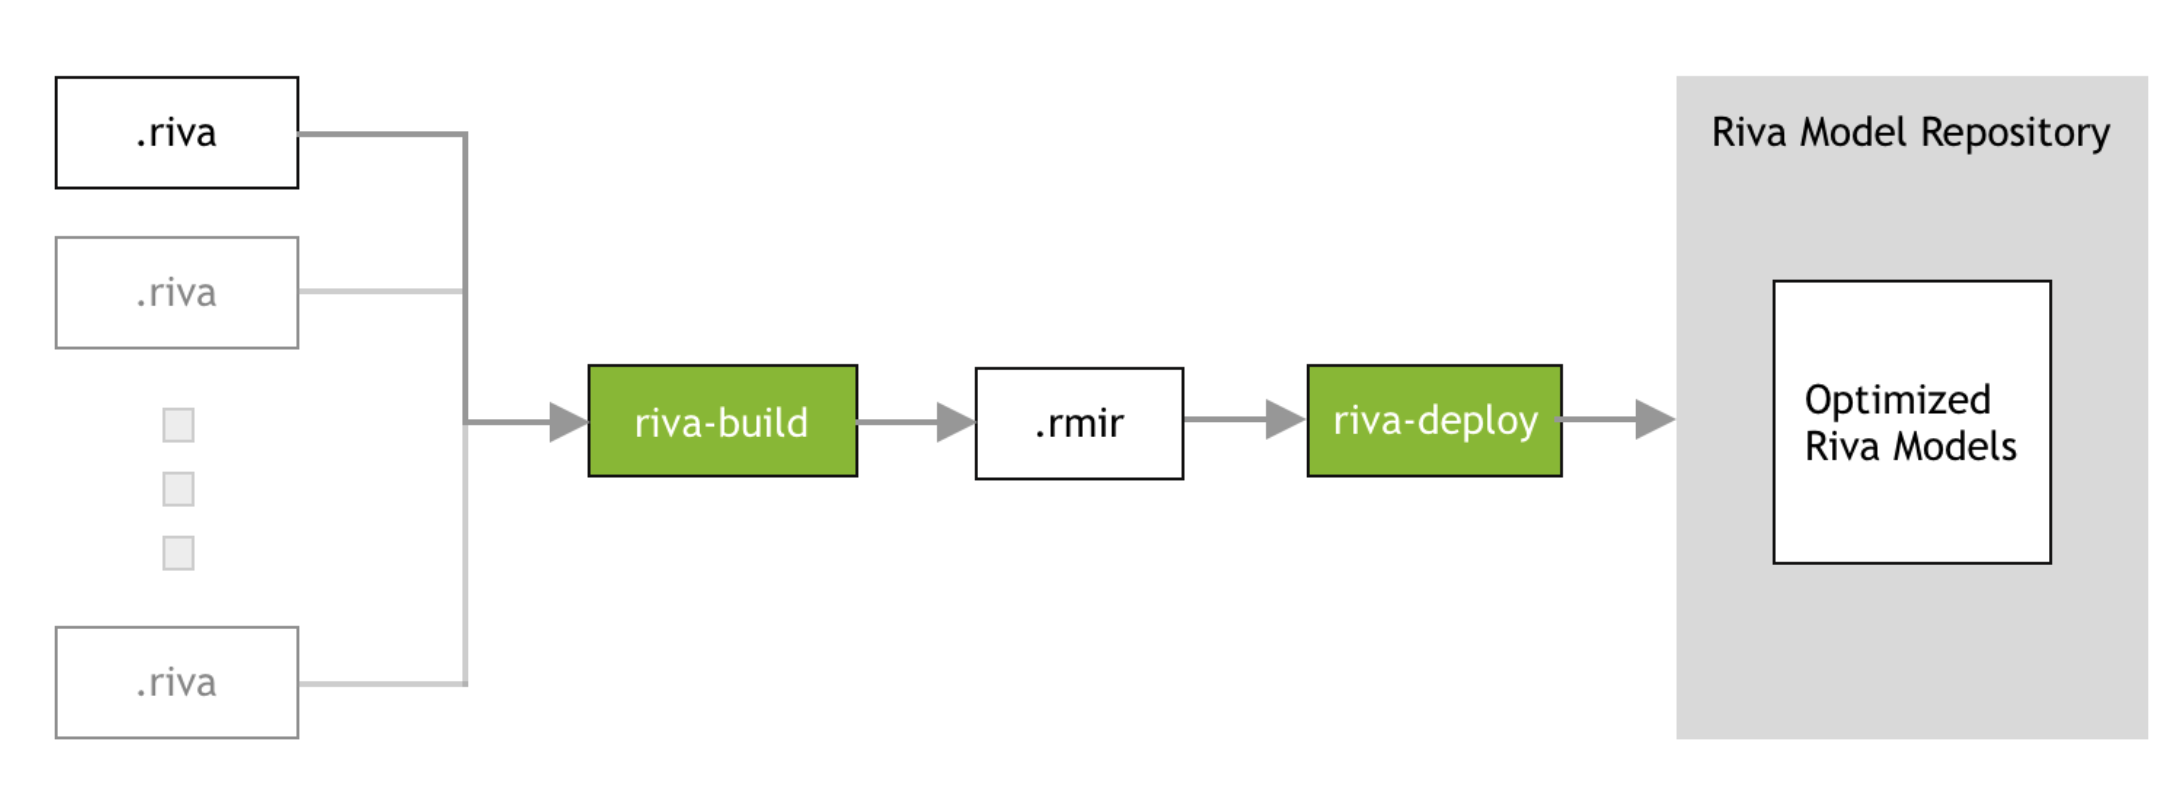 .riva
.riva
.riva
riva-build
.rmir
riva-deploy
Riva Model Repository
Optimized
Riva Models